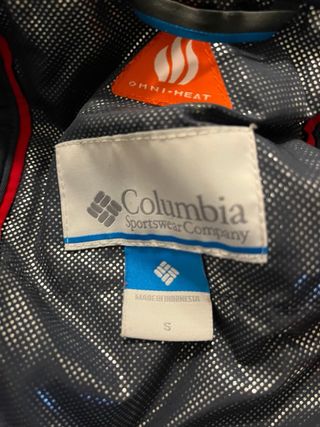 OMNI-HEAT
Columbia
Sportswear Company
MADE IN INDONESIA
S